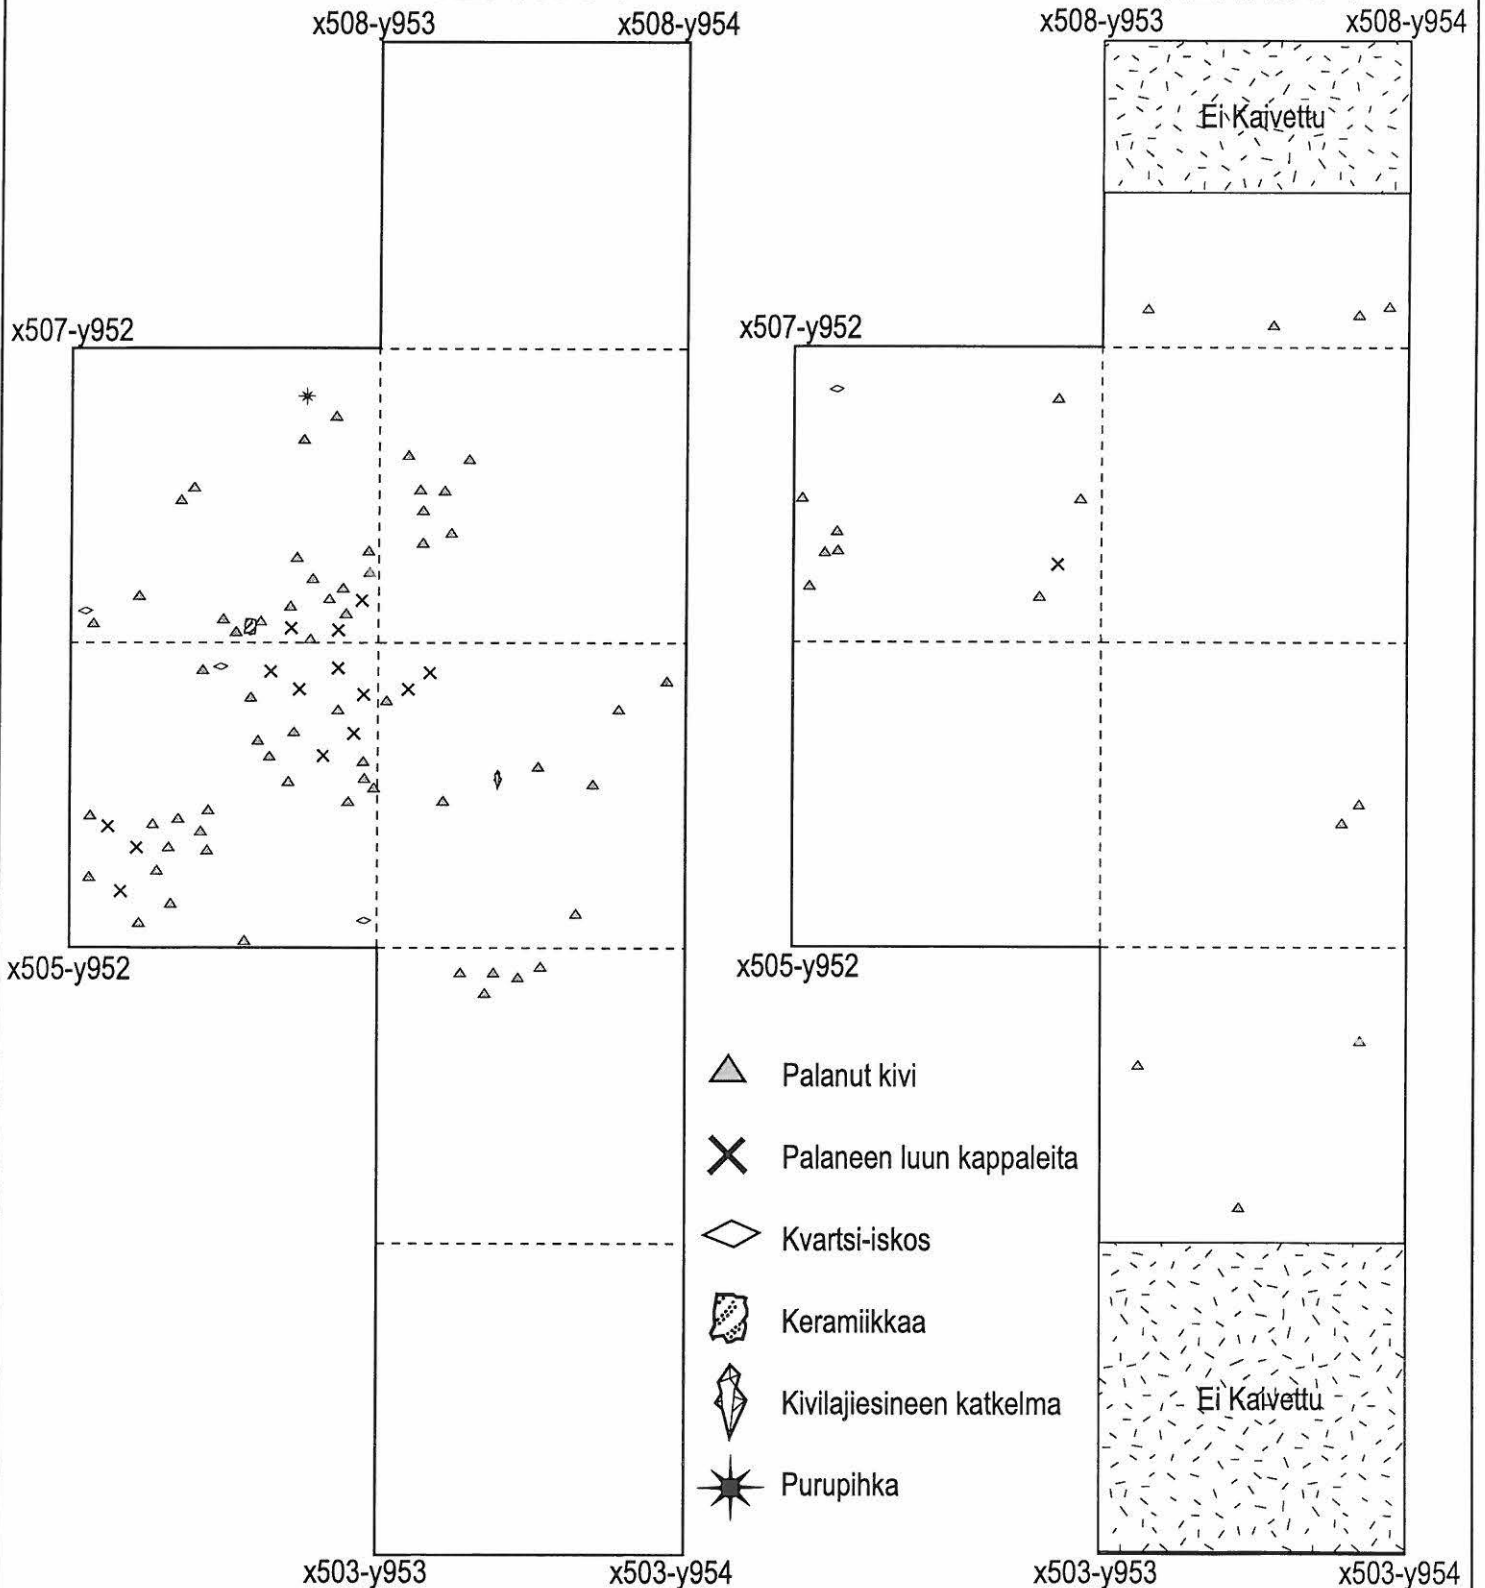 x508-y953
x508-y954
x508-y953
x508-y954
Ei Kaivettu
x507-y952
x507-y952
x505-y952
x505-y952
Palanut kivi
Palaneen luun kappaleita
Kvartsi-iskos
Keramiikkaa
Kivilajiesineen katkelma
Purupihka
Ei Kaivettu
x503-y953
x503-y954
x503-y953
x503-y954